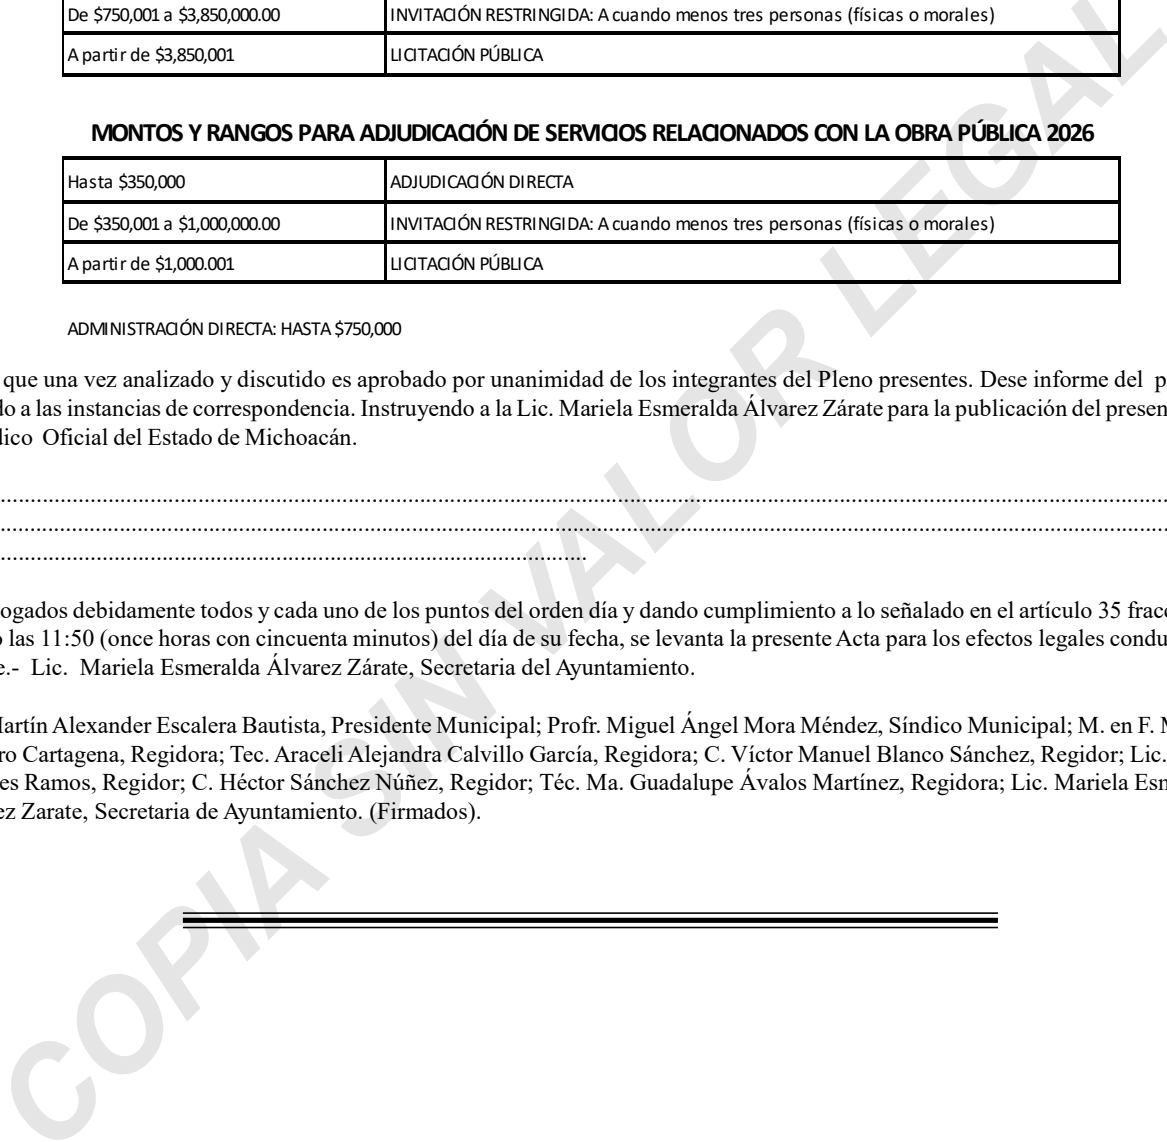 De $750,001 a $3,850,000.00 INVITACIÓN RESTRINGIDA: A cuando menos tres personas (físicas o morales)
A partir de $3,850,001 LICITACIÓN PÚBLICA
MONTOS Y RANGOS PARA ADJUDICACIÓN DE SERVICIOS RELACIONADOS CON LA OBRA PÚBLICA 2026
Hasta $350,000 ADJUDICACIÓN DIRECTA
De $350,001 a $1,000,000.00 INVITACIÓN RESTRINGIDA: A cuando menos tres personas (físicas o morales)
A partir de $1,000.001 LICITACIÓN PÚBLICA
ADMINISTRACIÓN DIRECTA: HASTA $750,000
que una vez analizado y discutido es aprobado por unanimidad de los integrantes del Pleno presentes. Dese informe del p
do a las instancias de correspondencia. Instruyendo a la Lic. Mariela Esmeralda Álvarez Zárate para la publicación del presen
dico Oficial del Estado de Michoacán.
ogados debidamente todos y cada uno de los puntos del orden día y dando cumplimiento a lo señalado en el artículo 35 frac
o las 11:50 (once horas con cincuenta minutos) del día de su fecha, se levanta la presente Acta para los efectos legales condu
e.- Lic. Mariela Esmeralda Álvarez Zárate, Secretaria del Ayuntamiento.
Martín Alexander Escalera Bautista, Presidente Municipal; Profr. Miguel Ángel Mora Méndez, Síndico Municipal; M. en F. M
ro Cartagena, Regidora; Tec. Araceli Alejandra Calvillo García, Regidora; C. Víctor Manuel Blanco Sánchez, Regidor; Lic.
es Ramos, Regidor; C. Héctor Sánchez Núñez, Regidor; Téc. Ma. Guadalupe Ávalos Martínez, Regidora; Lic. Mariela Esm
ez Zarate, Secretaria de Ayuntamiento. (Firmados).
COPIA SIN VALOR LEGAL